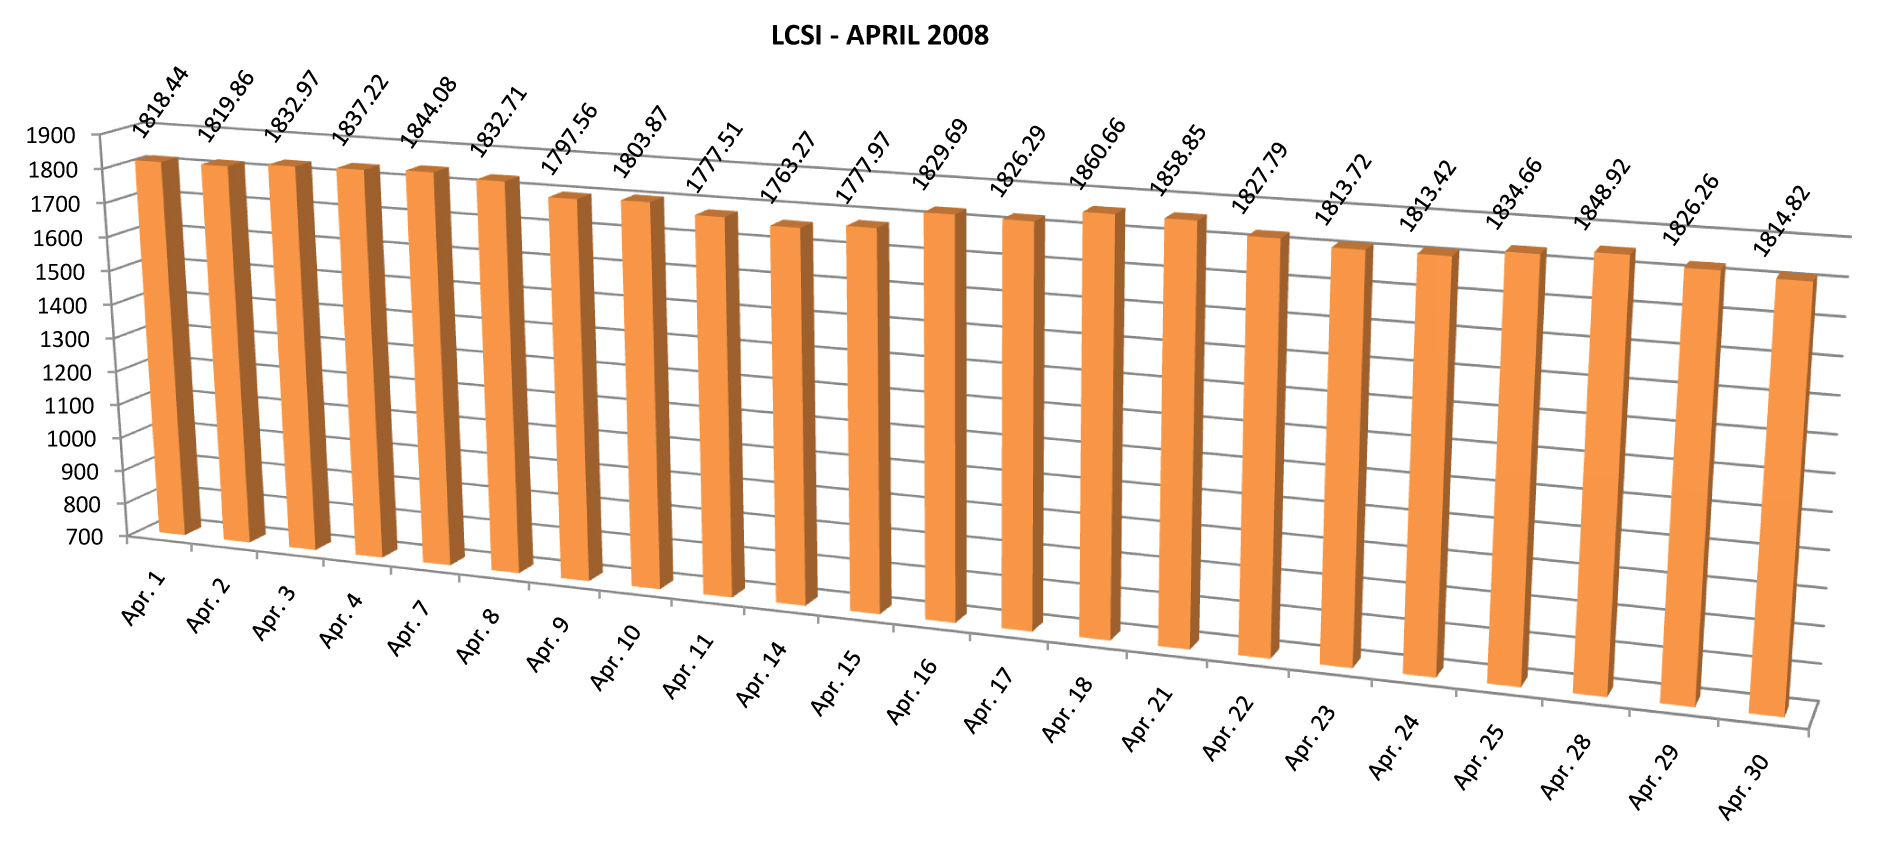 LCSI - APRIL 2008
1818.44
1819.86
1832.97
1837.22
1844.08
1832.71
1797.56
1803.87
1777.51
1763.27
1777.97
1829.69
1826.29
1860.66
1858.85
1827.79
1813.72
1813.42
1834.66
1848.92
1826.26
1814.82
1900
1800
1700
1600
1500
1400
1300
1200
1100
1000
900
800
700
Apr. 1
Apr. 2
Apr. 3
Apr. 4
Apr. 7
Apr. 8
Apr. 9
Apr. 10
Apr. 11
Apr. 14
Apr. 15
Apr. 16
Apr. 17
Apr. 18
Apr. 21
Apr. 22
Apr. 23
Apr. 24
Apr. 25
Apr. 28
Apr. 29
Apr. 30